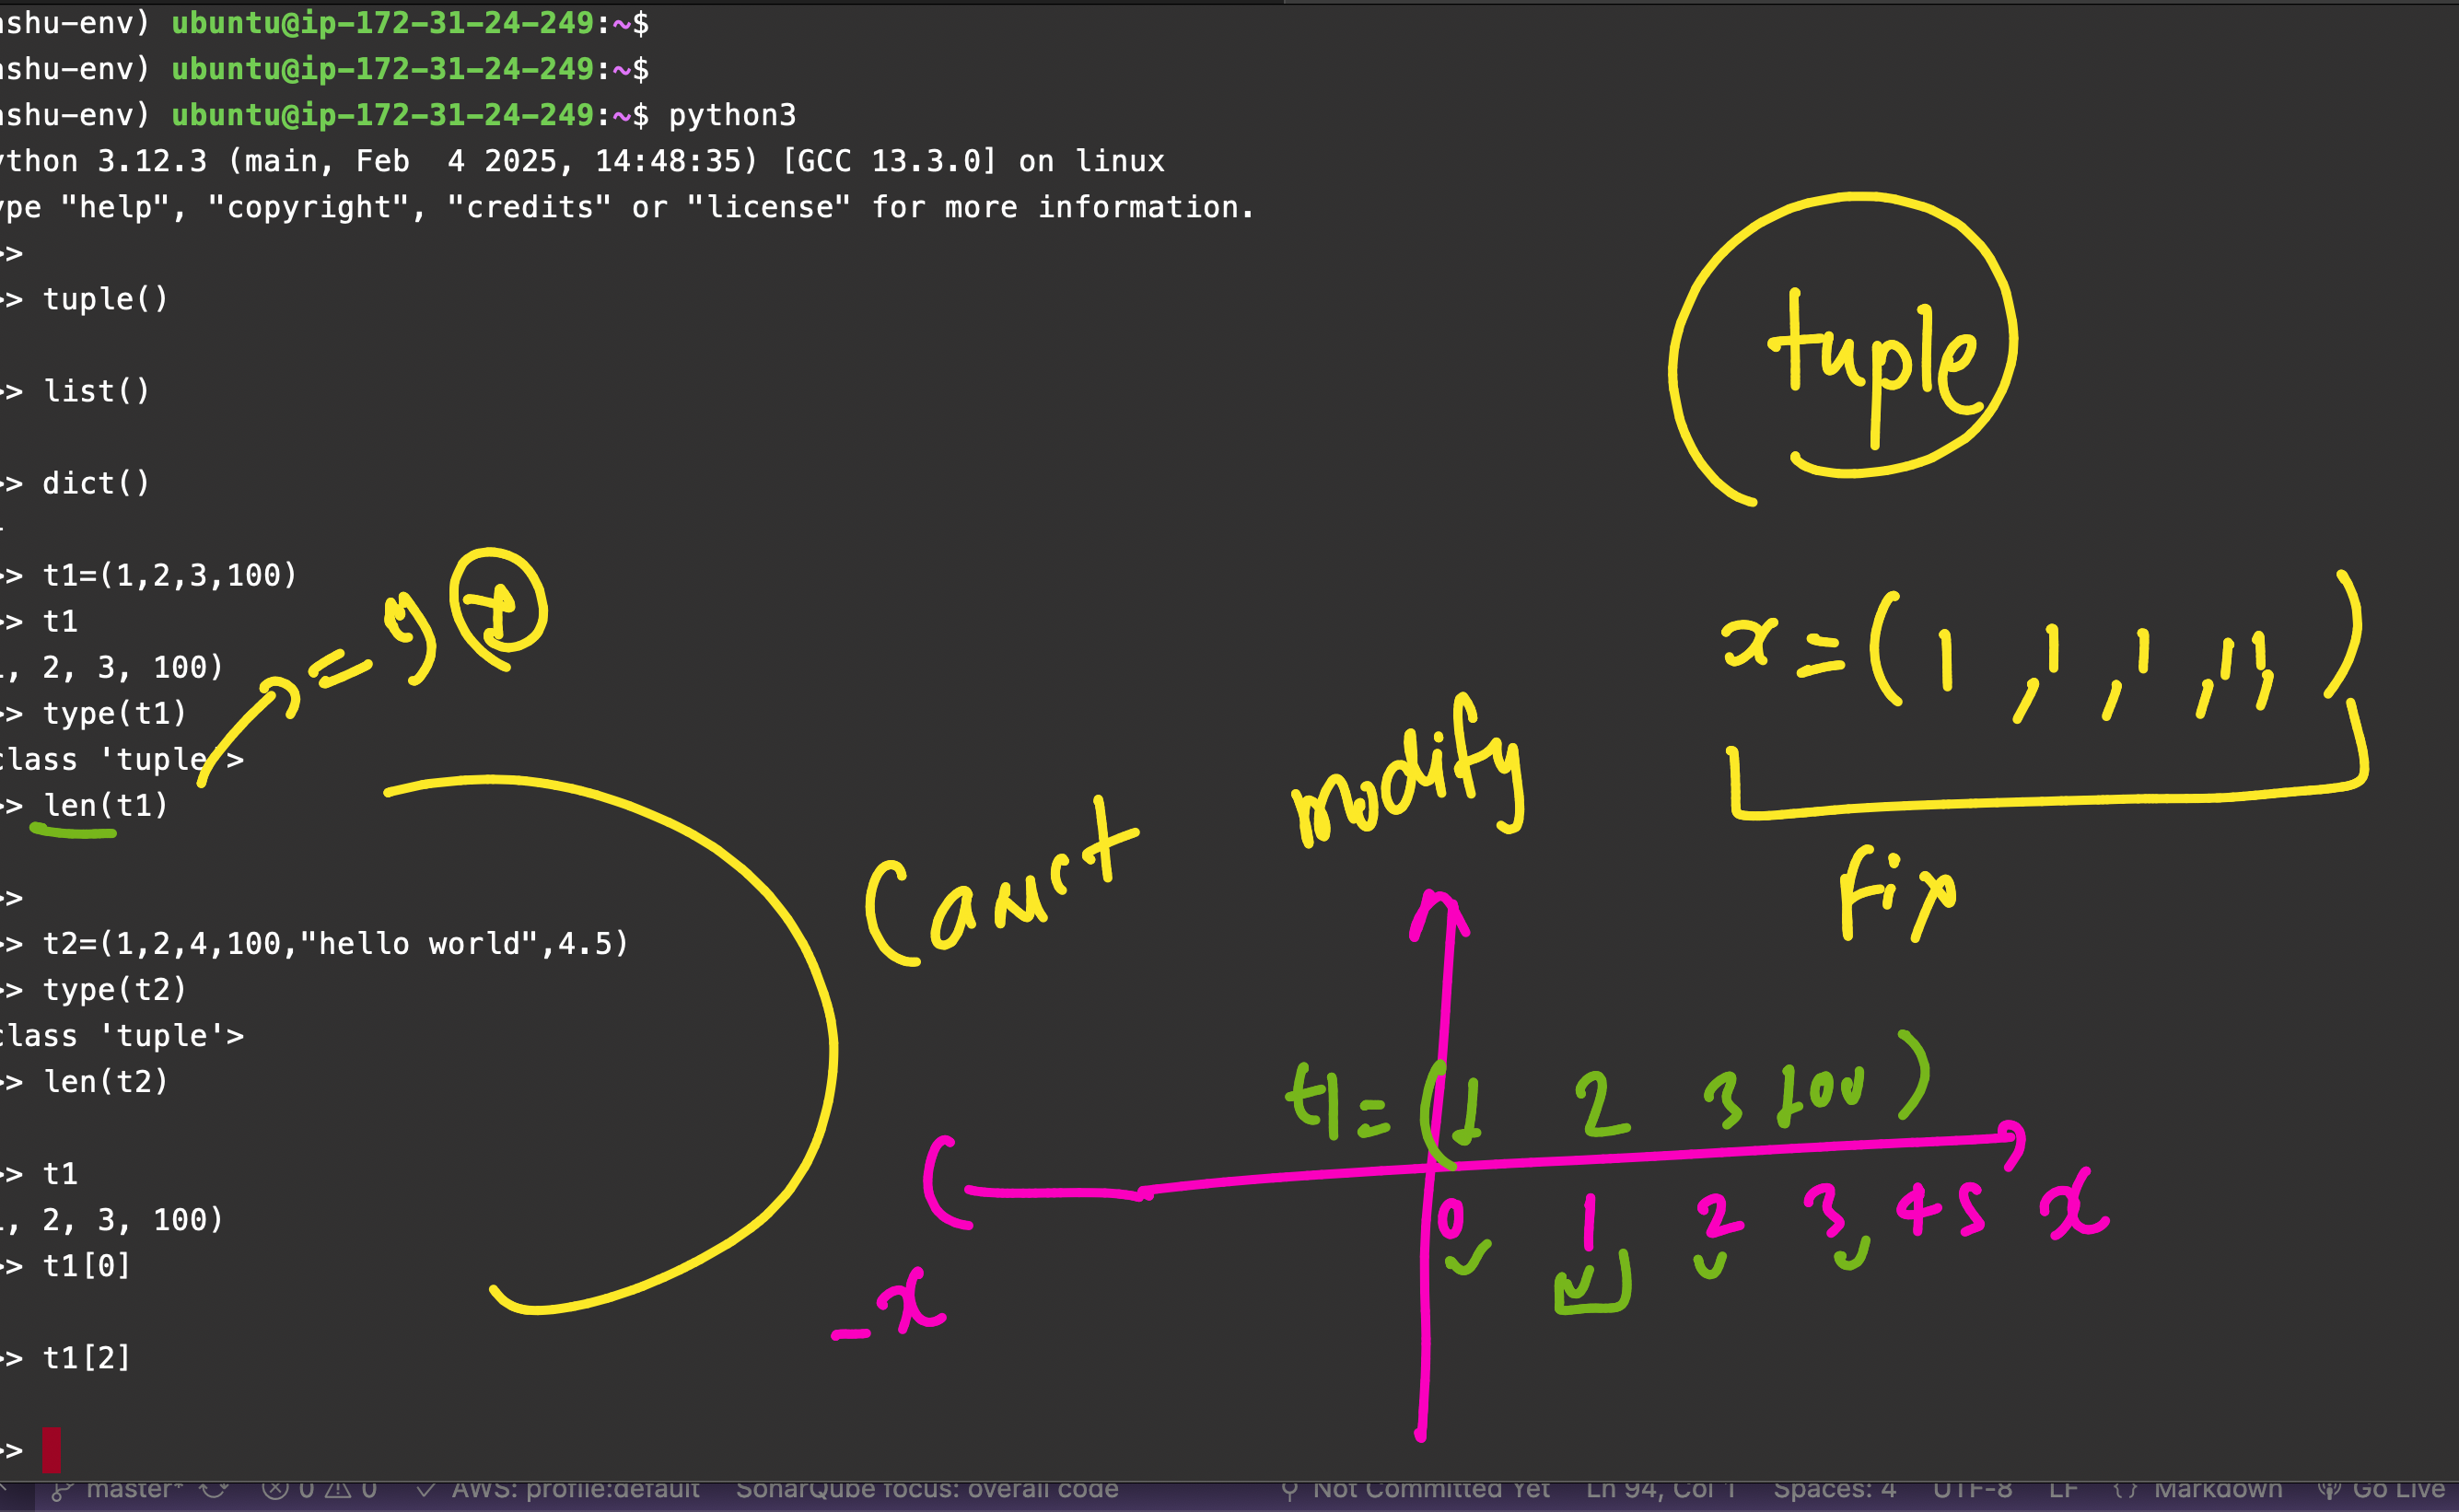 ashu-env) ubuntu@ip-172-31-24-249:~$
ashu-env) ubuntu@ip-172-31-24-249:~$
ashu-env) ubuntu@ip-172-31-24-249:~$ python3
ython 3.12.3 (main, Feb  4 2025, 14:48:35) [GCC 13.3.0] on linux
ype "help", "copyright", "credits" or "license" for more information.
>>
>> tuple()
>> list()
>> dict()
>> t1=(1,2,3,100)
>> t1
, 2, 3, 100)
>> type(t1)
class 'tuple'>
>> len(t1)
>>
>> t2=(1,2,4,100,"hello world",4.5)
>> type(t2)
class 'tuple'>
>> len(t2)
>> t1
, 2, 3, 100)
>> t1[0]
>> t1[2]
>>
tuple
x = (1, 1, 1, 11, )
Fix
Can't modify
t1 = (1 2 3 100)
0 1 2 3 4 5 x
-x
master* 0 0 AWS: profile:default SonarQube focus: overall code Not Committed Yet Ln 94, Col 1 Spaces: 4 UTF-8 LF {} Markdown Go Live